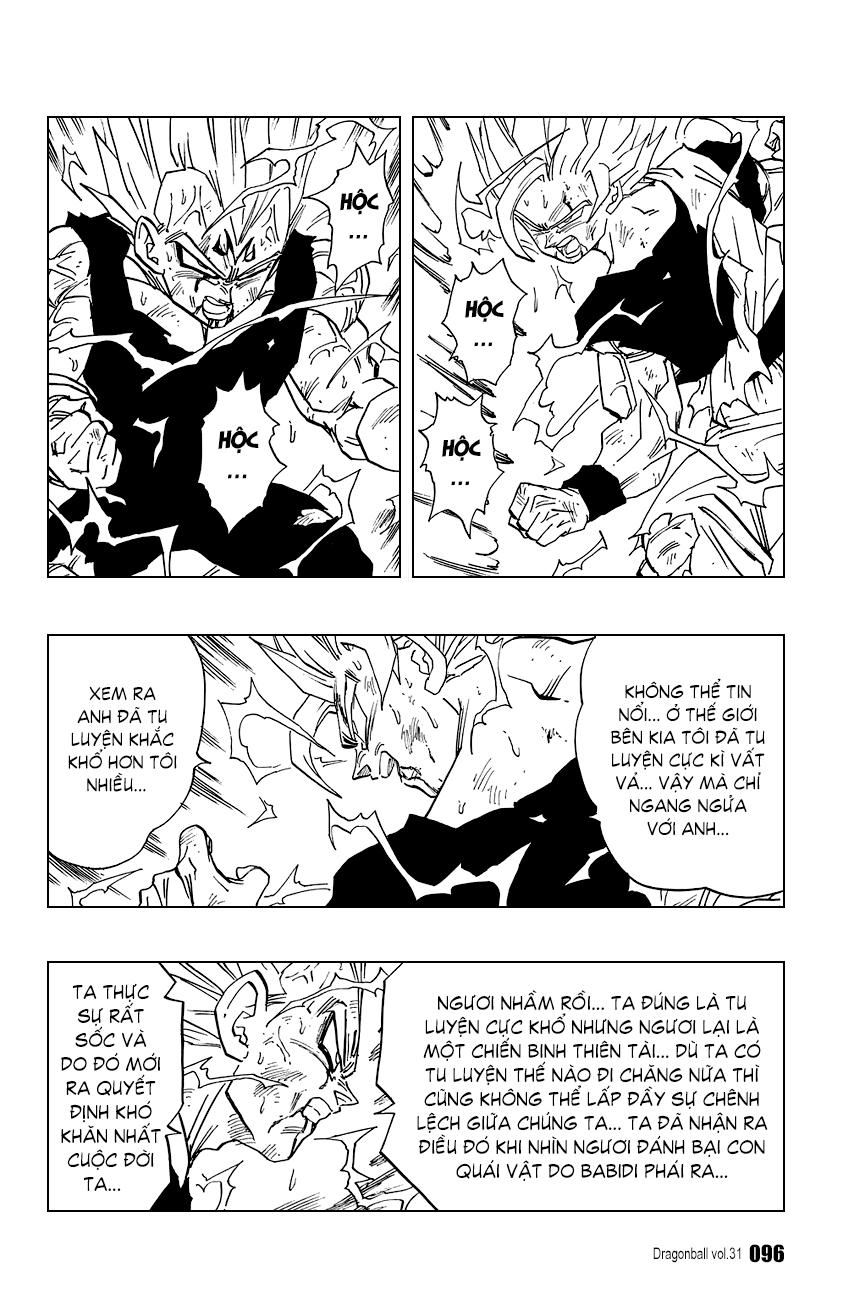 HỘC
...
HỘC
...
HỘC
...
HỘC
...
KHÔNG THỂ TIN
NỔI... Ở THẾ GIỚI
BÊN KIA TÔI ĐÃ TU
LUYỆN CỰC KÌ VẤT
VẢ... VẬY MÀ CHỈ
NGANG NGỬA
VỚI ANH...
XEM RA
ANH ĐÃ TU
LUYỆN KHẮC
KHỔ HƠN TÔI
NHIỀU...
NGƯƠI NHẦM RỒI... TA ĐÚNG LÀ TU
LUYỆN CỰC KHỔ NHƯNG NGƯƠI LẠI LÀ
MỘT CHIẾN BINH THIÊN TÀI... DÙ TA CÓ
TU LUYỆN THẾ NÀO ĐI CHĂNG NỮA THÌ
CŨNG KHÔNG THỂ LẤP ĐẦY SỰ CHÊNH
LỆCH GIỮA CHÚNG TA... TA ĐÃ NHẬN RA
ĐIỀU ĐÓ KHI NHÌN NGƯƠI ĐÁNH BẠI CON
QUÁI VẬT DO BABIDI PHÁI RA...
TA THỰC
SỰ RẤT
SỐC VÀ
DO ĐÓ MỚI
RA QUYẾT
ĐỊNH KHÓ
KHĂN NHẤT
CUỘC ĐỜI
TA...
Dragonball vol.31 096